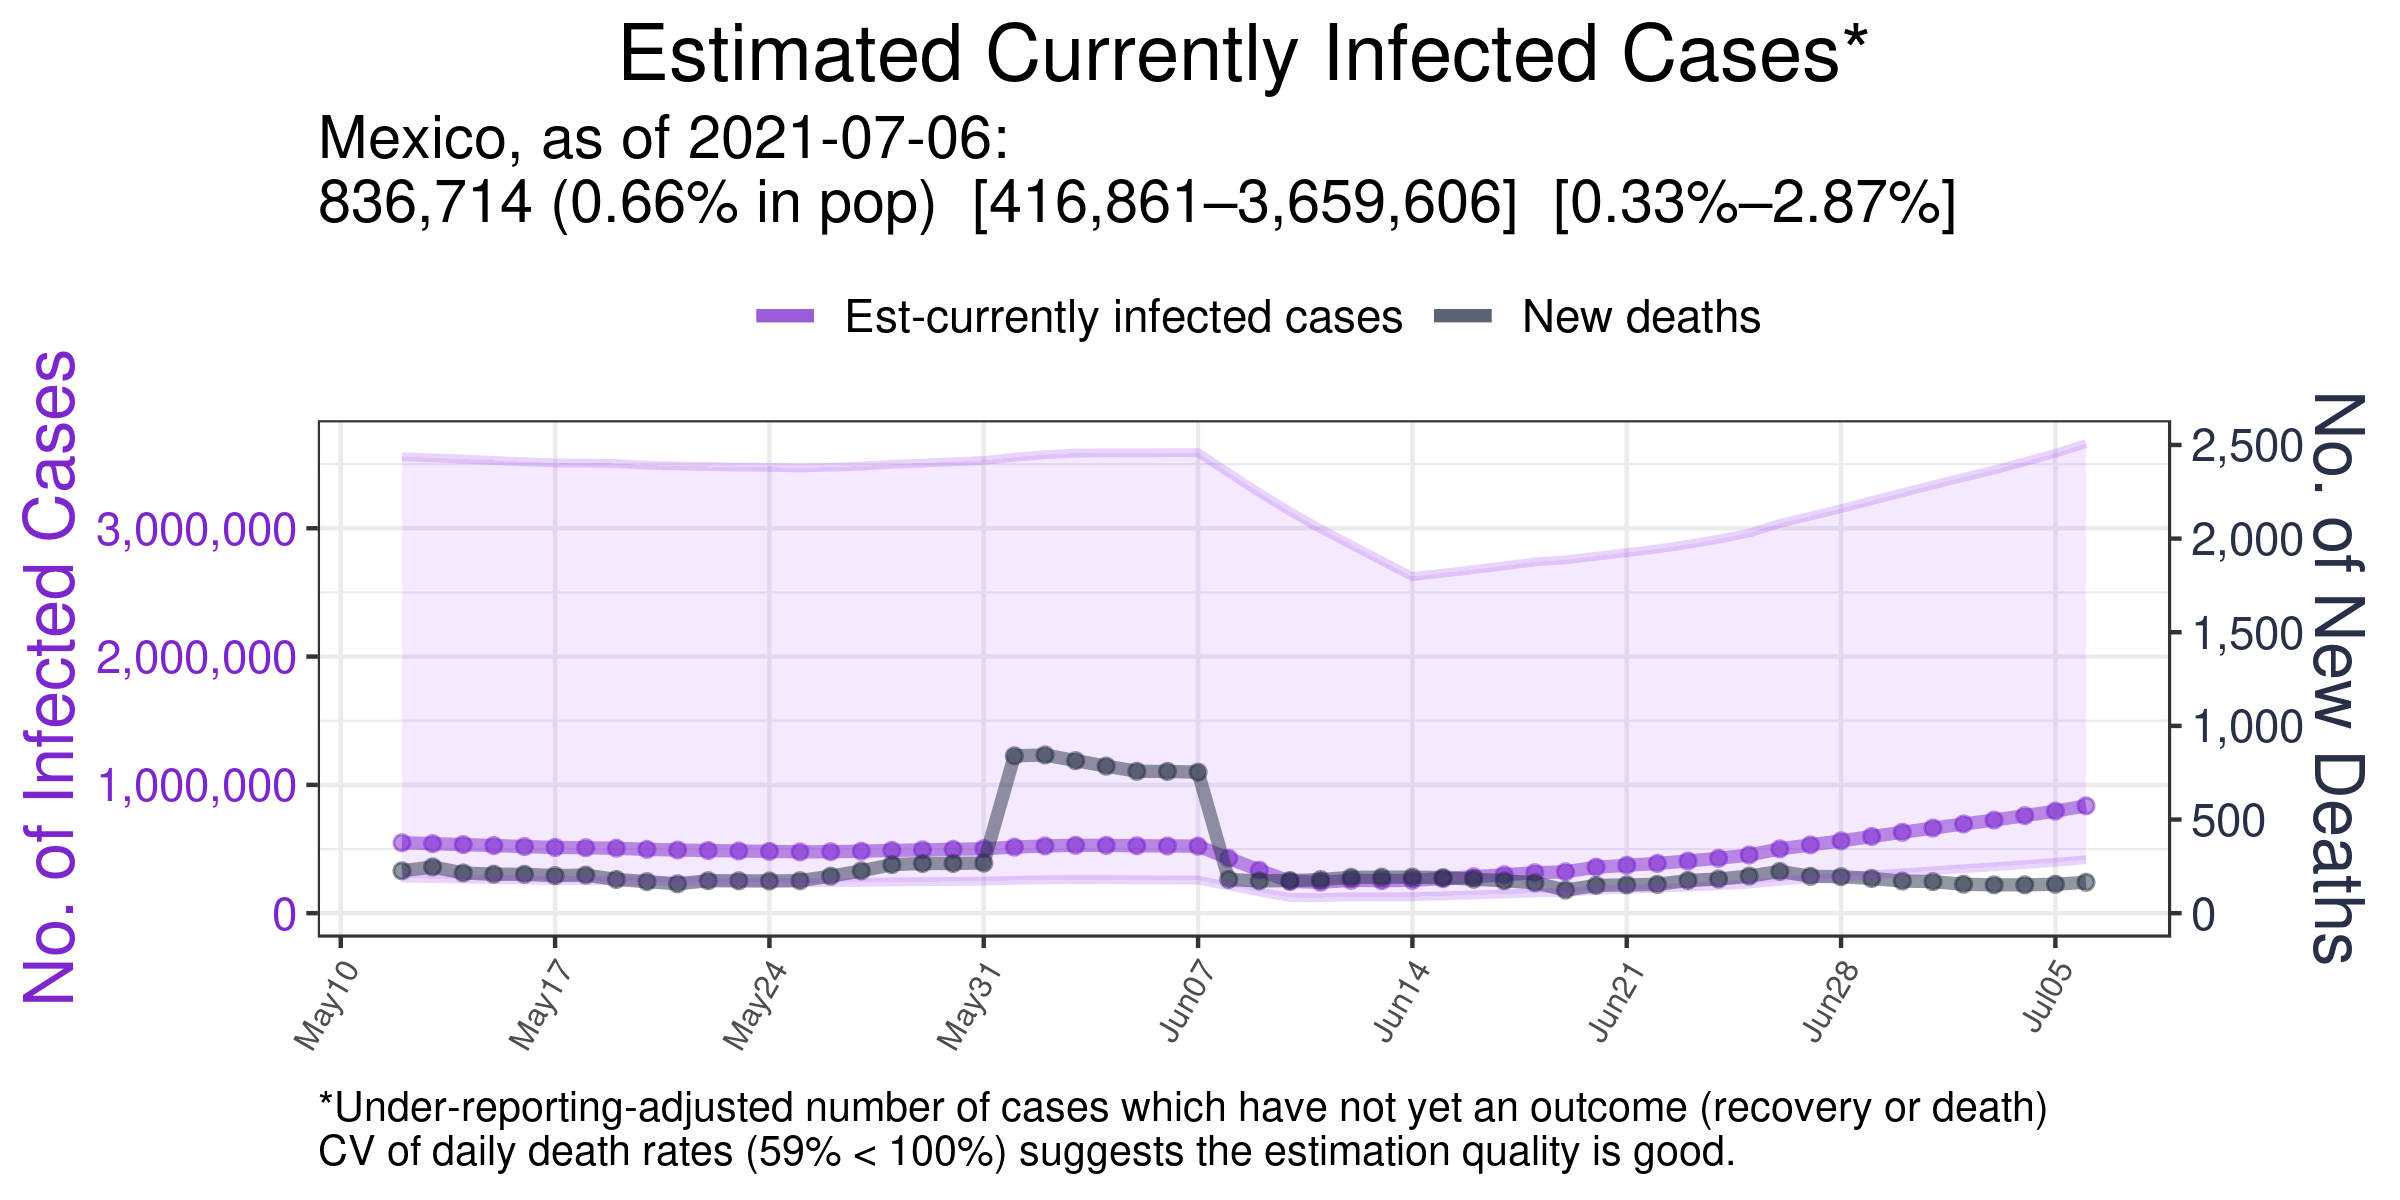 Estimated Currently Infected Cases*
Mexico, as of 2021-07-06:
836,714 (0.66% in pop)  [416,861–3,659,606]  [0.33%–2.87%]
Est-currently infected cases
New deaths
No. of Infected Cases
3,000,000
2,000,000
1,000,000
0
2,500
2,000
1,500
1,000
500
0
No. of New Deaths
May10
May17
May24
May31
Jun07
Jun14
Jun21
Jun28
Jul05
*Under-reporting-adjusted number of cases which have not yet an outcome (recovery or death)
CV of daily death rates (59% < 100%) suggests the estimation quality is good.